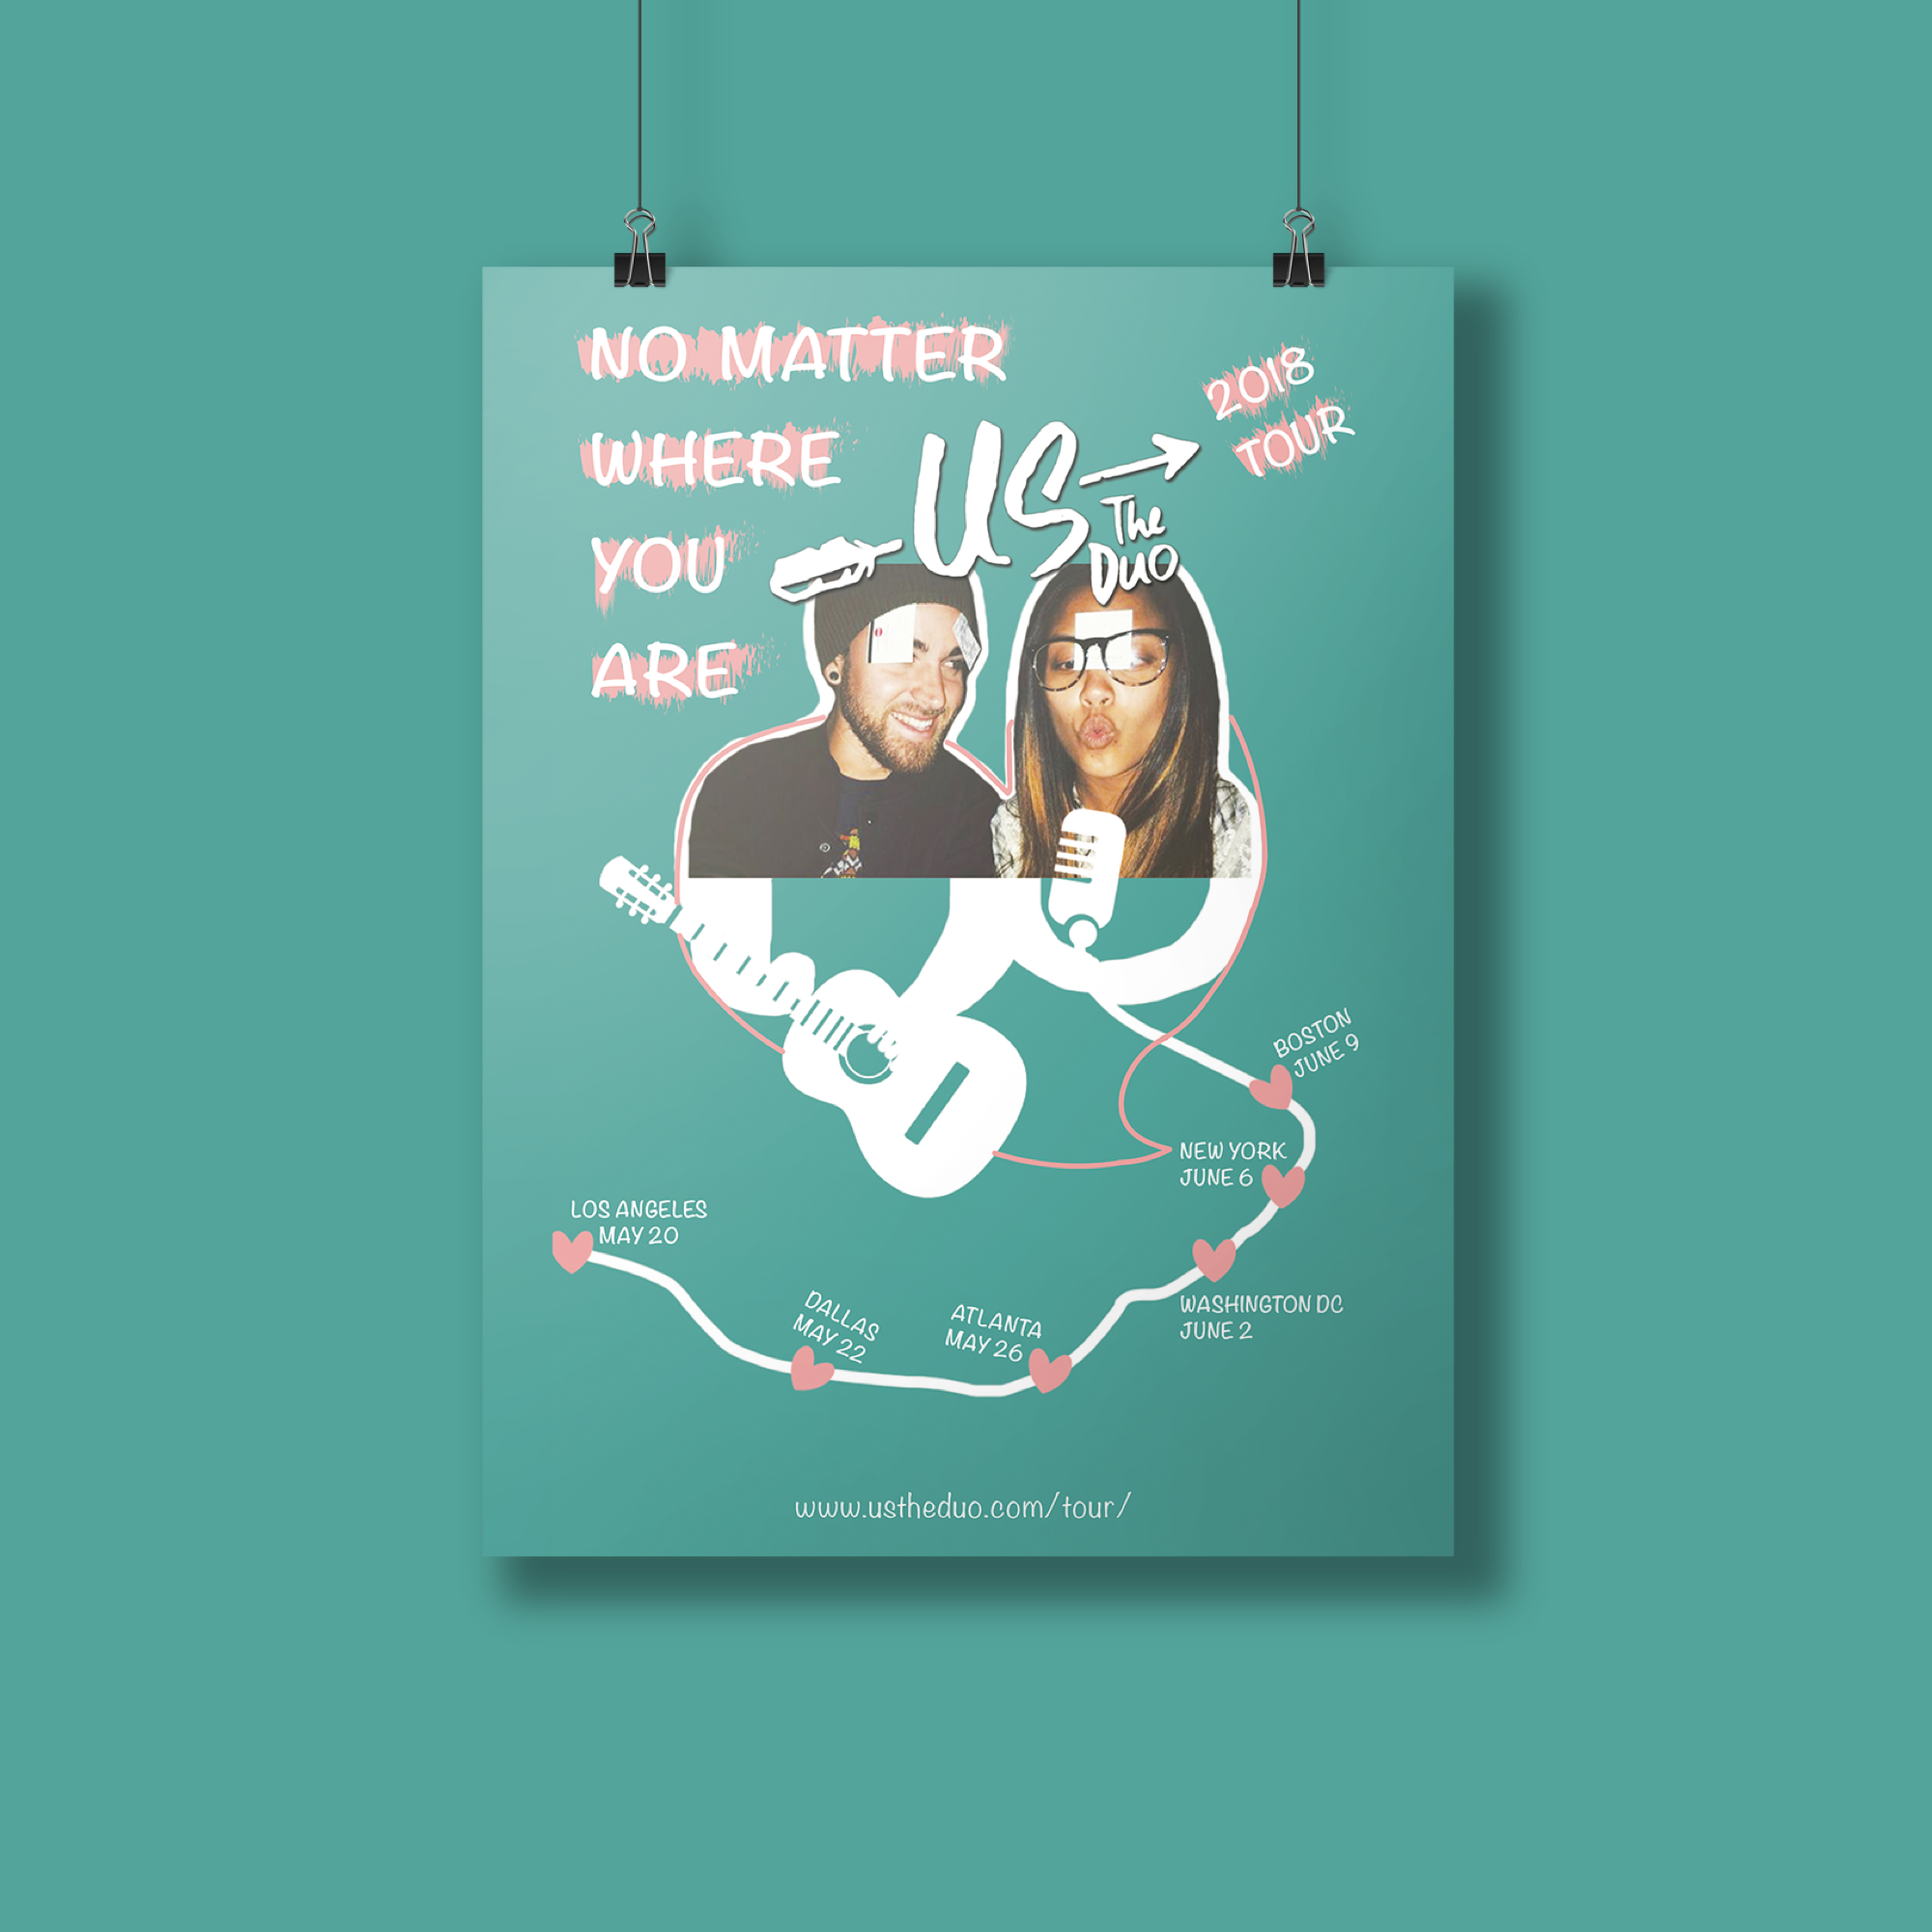 NO MATTER
WHERE
YOU
ARE
2018
TOUR
US
The
DUO
BOSTON
JUNE 9
NEW YORK
JUNE 6
WASHINGTON DC
JUNE 2
ATLANTA
MAY 26
DALLAS
MAY 22
LOS ANGELES
MAY 20
www.ustheduo.com/tour/